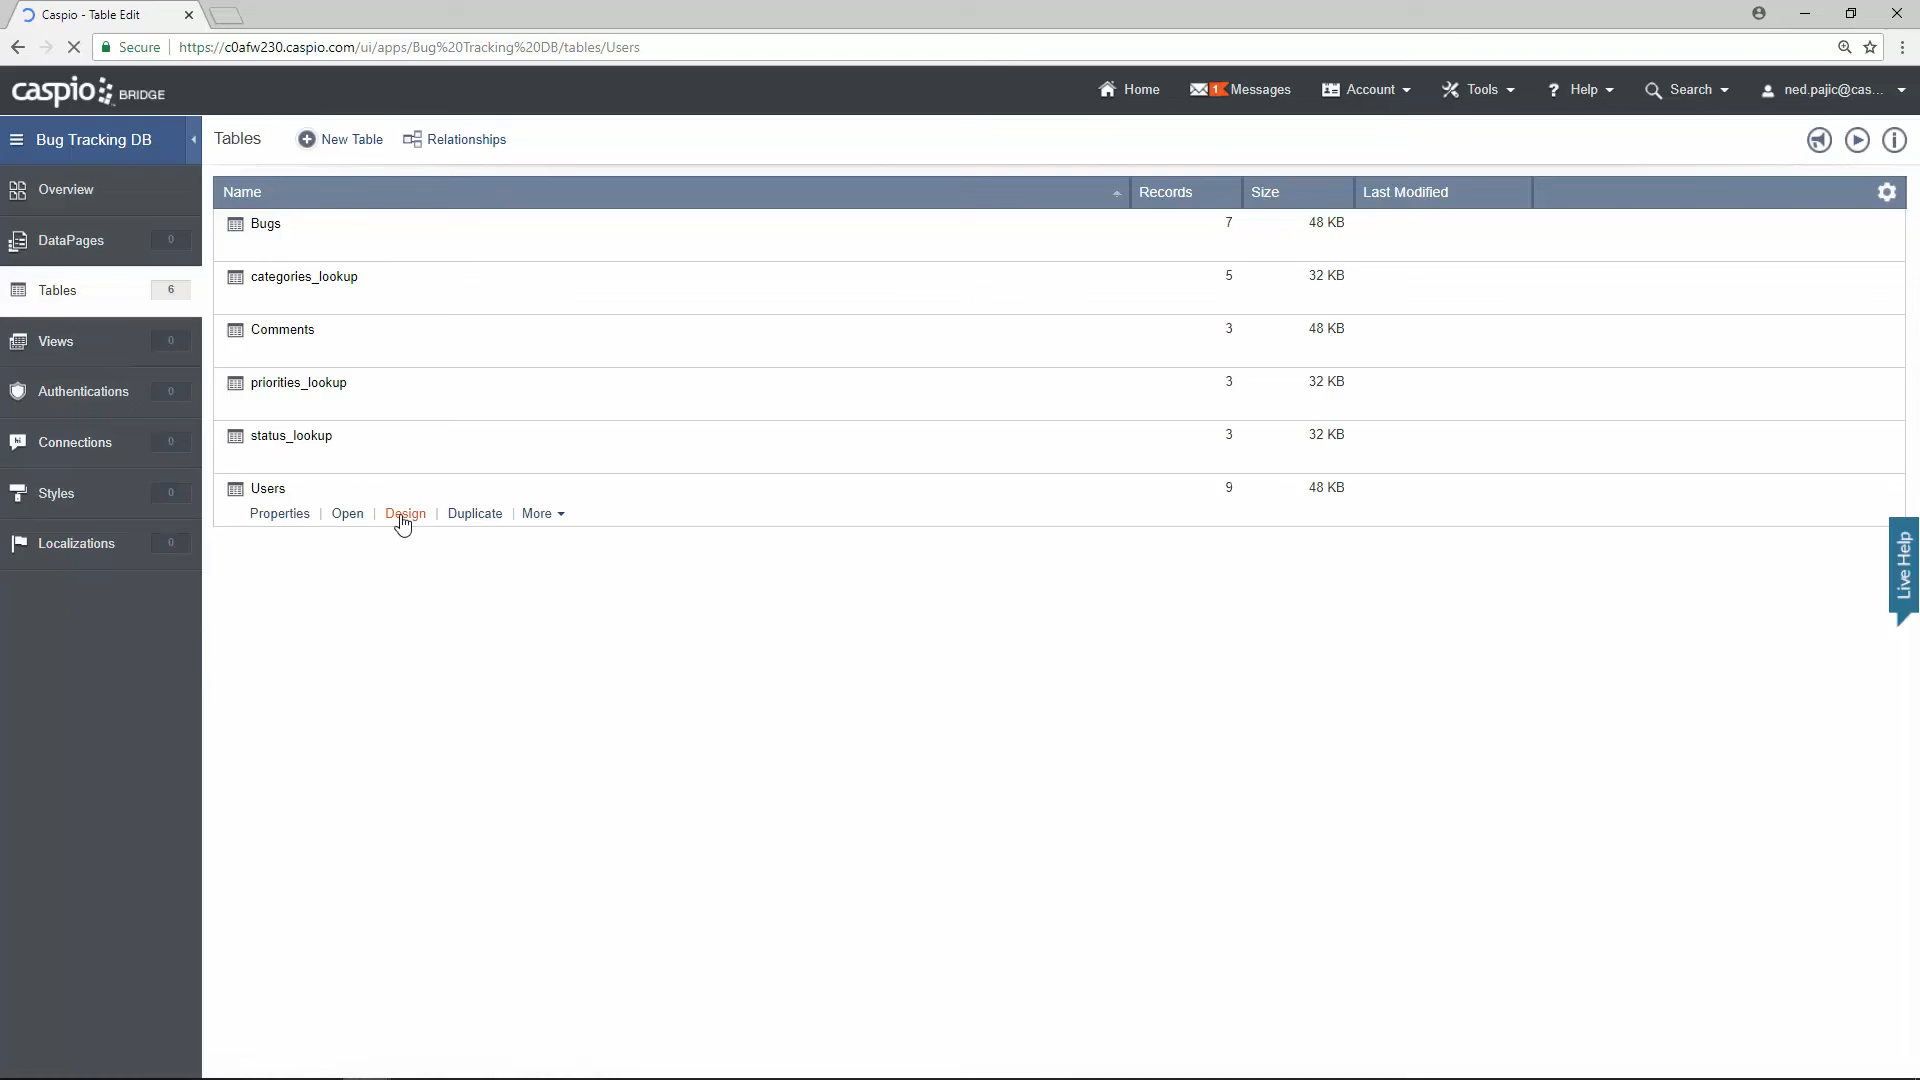 Caspio - Table Edit
Secure https://c0afw230.caspio.com/ui/apps/Bug%20Tracking%20DB/tables/Users
caspio BRIDGE
Home 1 Messages Account Tools ? Help Search ned.pajic@cas...
Bug Tracking DB
Tables New Table Relationships
Overview
DataPages 0
Tables 6
Views 0
Authentications 0
Connections 0
Styles 0
Localizations 0
Name Records Size Last Modified
Bugs 7 48 KB
categories_lookup 5 32 KB
Comments 3 48 KB
priorities_lookup 3 32 KB
status_lookup 3 32 KB
Users 9 48 KB
Properties | Open | Design | Duplicate | More
Live Help